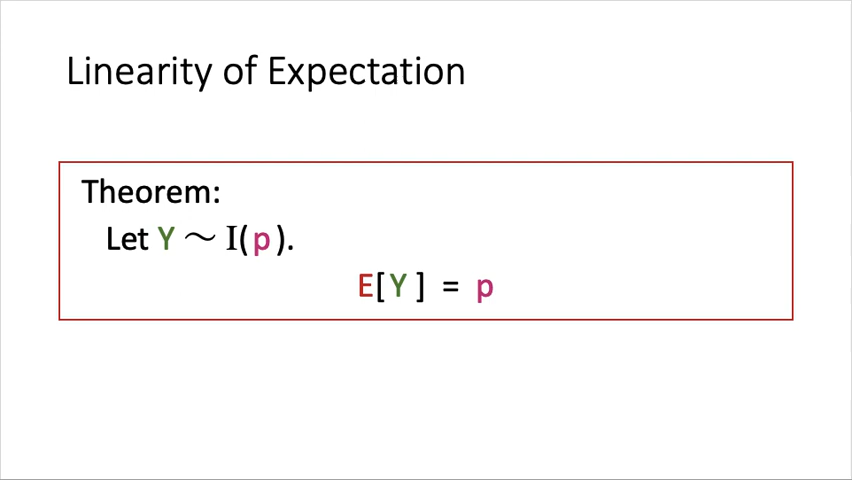 Linearity of Expectation
Theorem:
Let Y ∼ I(p).
E[Y] = p